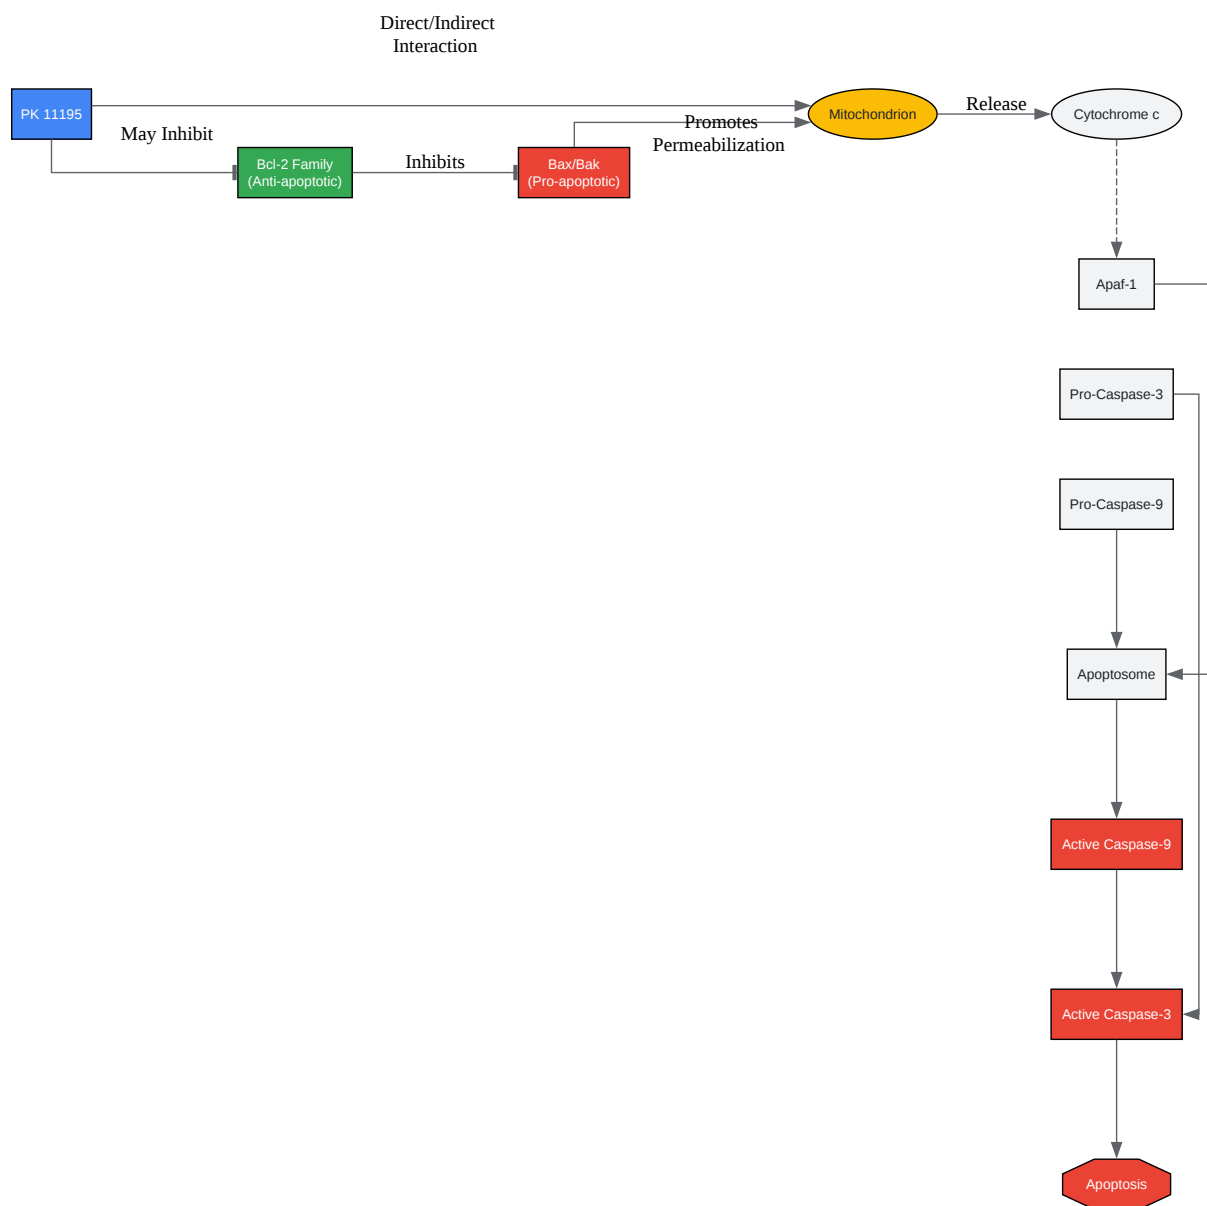 Direct/Indirect
Interaction
PK 11195
May Inhibit
Bcl-2 Family
(Anti-apoptotic)
Inhibits
Bax/Bak
(Pro-apoptotic)
Promotes
Permeabilization
Mitochondrion
Release
Cytochrome c
Apaf-1
Pro-Caspase-3
Pro-Caspase-9
Apoptosome
Active Caspase-9
Active Caspase-3
Apoptosis